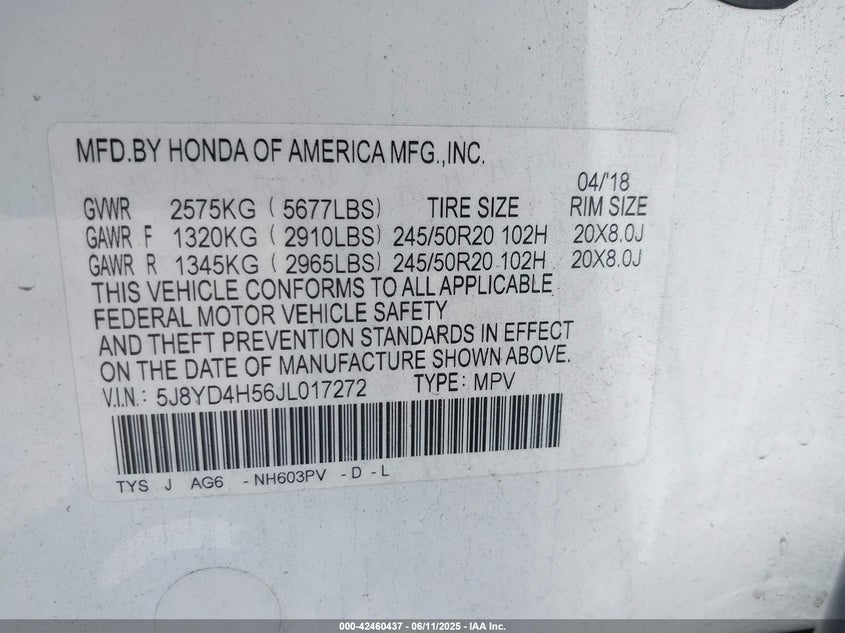 MFD.BY HONDA OF AMERICA MFG.,INC.
04/'18
GVWR 2575KG ( 5677LBS) TIRE SIZE RIM SIZE
GAWR F 1320KG ( 2910LBS) 245/50R20 102H 20X8.0J
GAWR R 1345KG ( 2965LBS) 245/50R20 102H 20X8.0J
THIS VEHICLE CONFORMS TO ALL APPLICABLE
FEDERAL MOTOR VEHICLE SAFETY
AND THEFT PREVENTION STANDARDS IN EFFECT
ON THE DATE OF MANUFACTURE SHOWN ABOVE.
V.I.N.: 5J8YD4H56JL017272 TYPE: MPV
TYS J AG6 -NH603PV -D -L
000-42460437 - 06/11/2025 - IAA Inc.